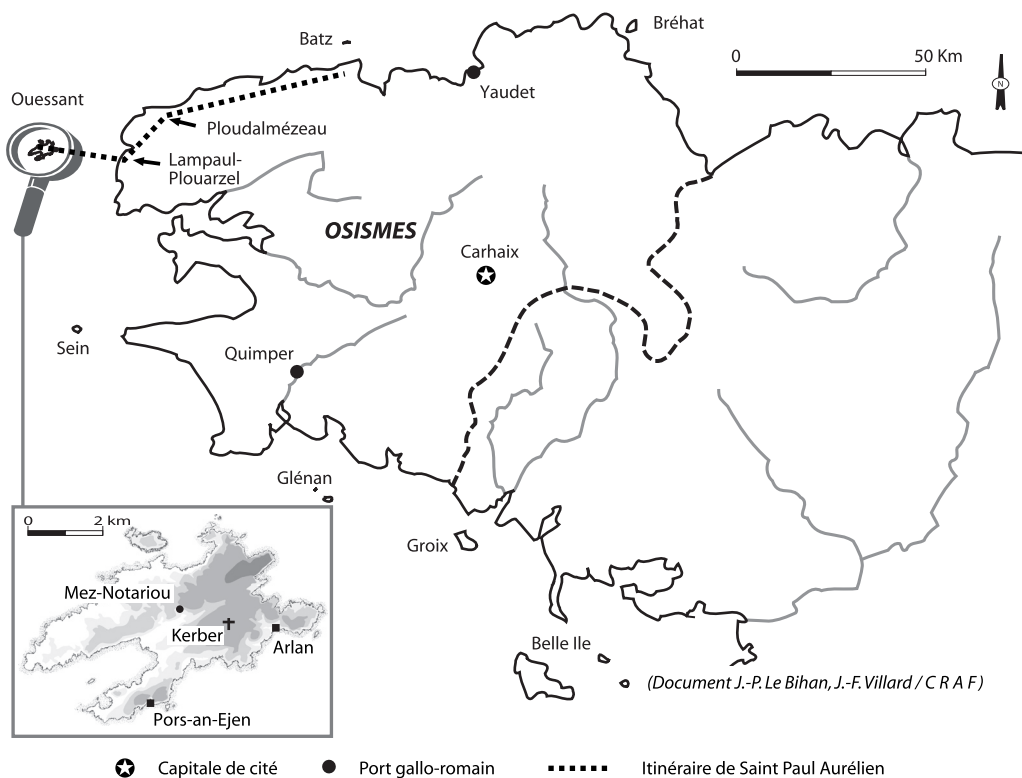 Bréhat
Batz
0 50 Km
N
Yaudet
Ouessant
Ploudalmézeau
Lampaul-
Plouarzel
OSISMES
Carhaix
Sein
Quimper
Glénan
Groix
0 2 km
Mez-Notariou
Kerber
Arlan
Pors-an-Ejen
Belle Ile
(Document J.-P. Le Bihan, J.-F. Villard / C R A F )
Capitale de cité Port gallo-romain Itinéraire de Saint Paul Aurélien